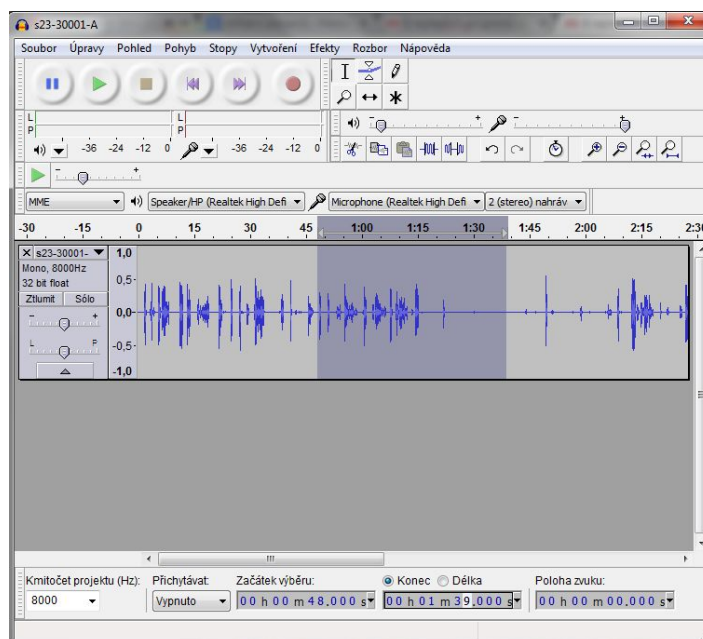 s23-30001-A
Soubor Úpravy Pohled Pohyb Stopy Vytvoření Efekty Rozbor Nápověda
L
P
-36 -24 -12 0
L
P
-36 -24 -12 0
MME
Speaker/HP (Realtek High Defi
Microphone (Realtek High Defi
2 (stereo) nahráv
-30 -15 0 15 30 45 1:00 1:15 1:30 1:45 2:00 2:15 2:30
s23-30001-
Mono, 8000Hz
32 bit float
Ztlumit Sólo
- +
L P
1,0
0,5-
0,0-
-0,5-
-1,0
Kmitočet projektu (Hz): Přichytávat: Začátek výběru: Konec Délka Poloha zvuku:
8000 Vypnuto 00 h 00 m 48.000 s 00 h 01 m 39.000 s 00 h 00 m 00.000 s